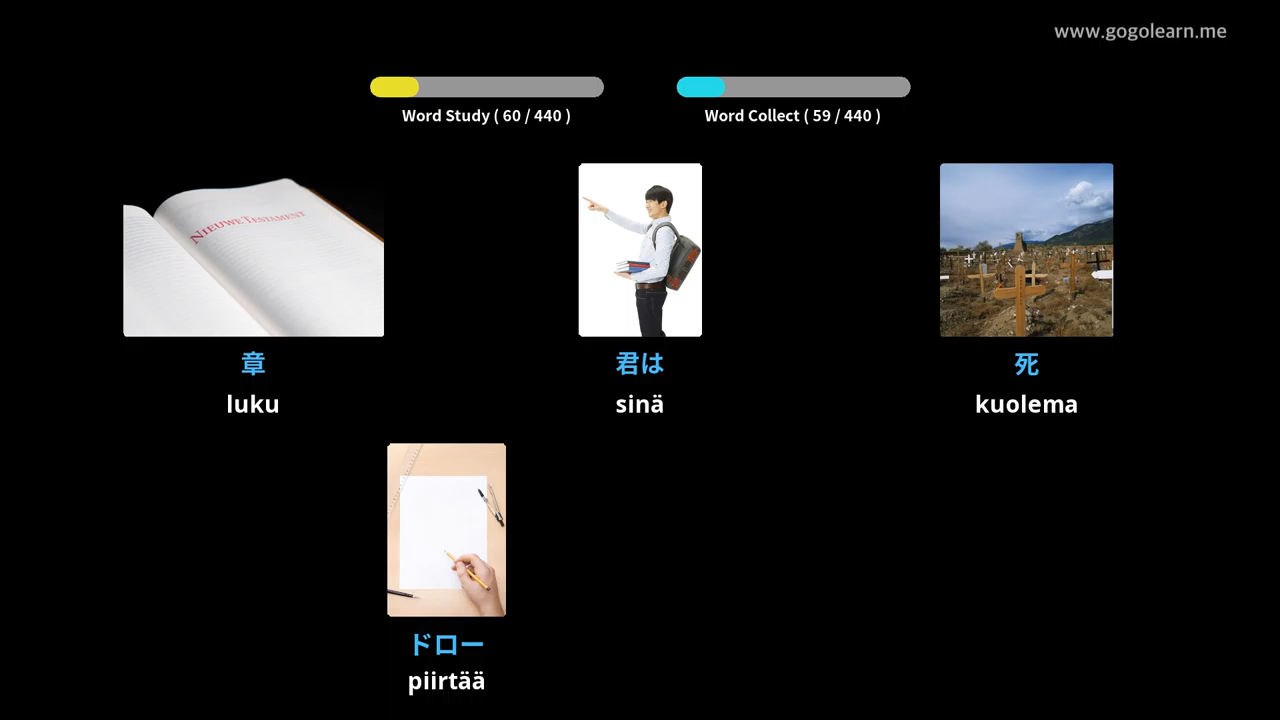 www.gogolearn.me
Word Study ( 60 / 440 )
Word Collect ( 59 / 440 )
NIEUWE TESTAMENT
章
君は
死
luku
sinä
kuolema
ドロー
piirtää